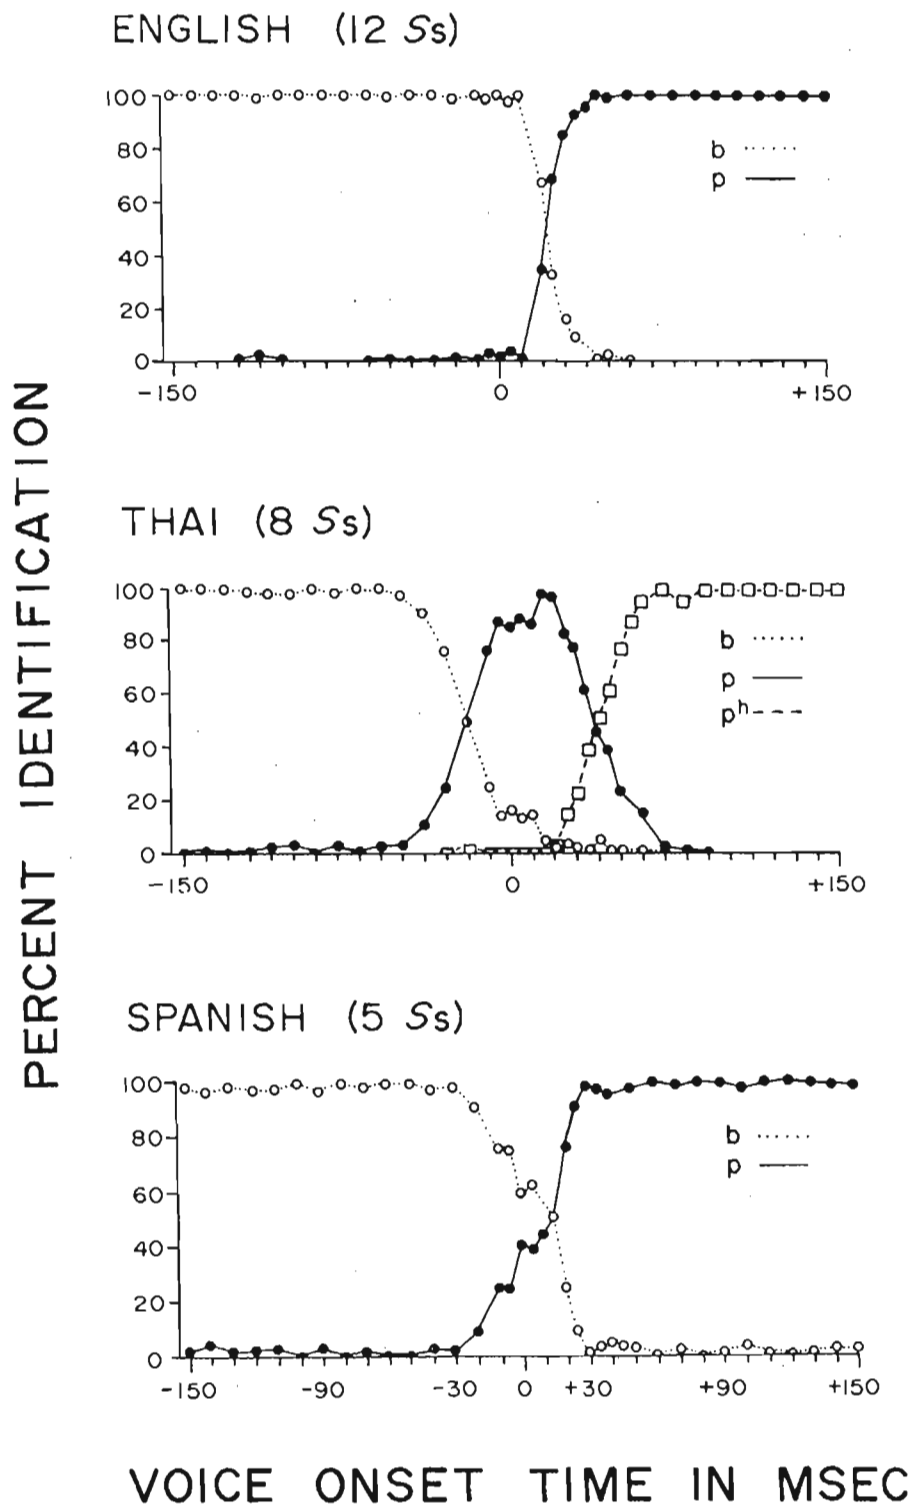 ENGLISH (12 Ss)
100
80
60
40
20
0
b
p
-150 0 +150
THAI (8 Ss)
100
80
60
40
20
0
b
p
pʰ
-150 0 +150
SPANISH (5 Ss)
100
80
60
40
20
0
b
p
-150 -90 -30 0 +30 +90 +150
PERCENT IDENTIFICATION
VOICE ONSET TIME IN MSEC